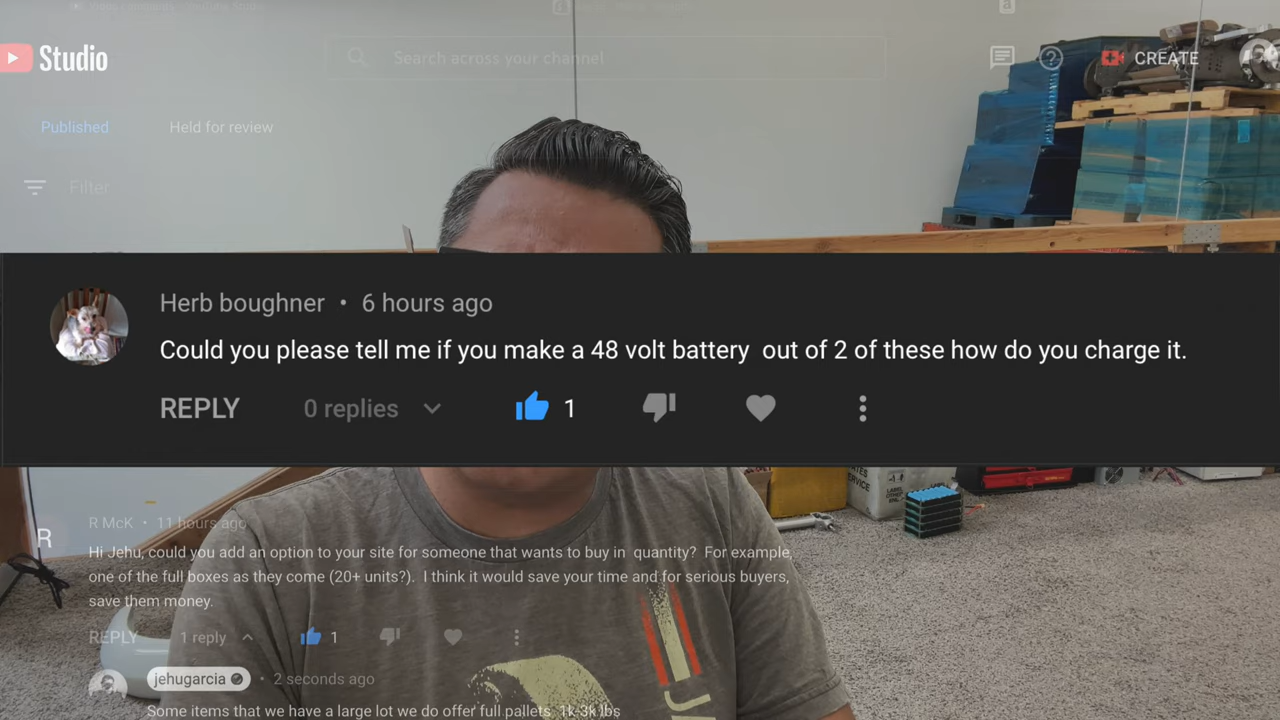 Studio
Search across your channel
CREATE
Published
Held for review
Filter
Herb boughner • 6 hours ago
Could you please tell me if you make a 48 volt battery out of 2 of these how do you charge it.
REPLY 0 replies 1
R
R McK • 11 hours ago
Hi Jehu, could you add an option to your site for someone that wants to buy in quantity? For example,
one of the full boxes as they come (20+ units?). I think it would save your time and for serious buyers,
save them money.
REPLY 1 reply 1
jehugarcia • 2 seconds ago
Some items that we have a large lot we do offer full pallets 1k-3k lbs